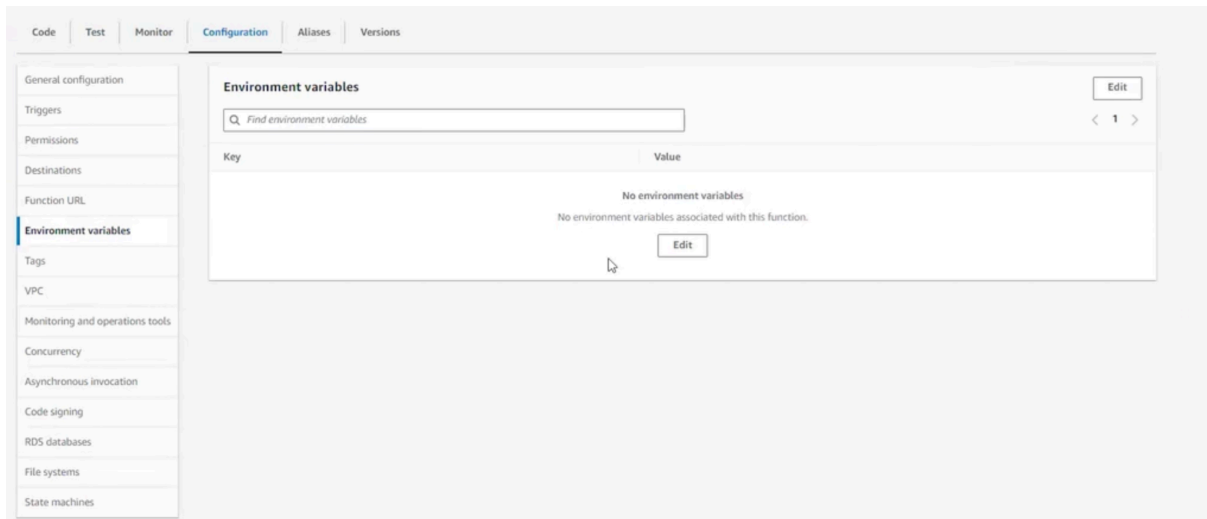 Code Test Monitor Configuration Aliases Versions
General configuration
Triggers
Permissions
Destinations
Function URL
Environment variables
Tags
VPC
Monitoring and operations tools
Concurrency
Asynchronous invocation
Code signing
RDS databases
File systems
State machines
Environment variables Edit
Find environment variables < 1 >
Key Value
No environment variables
No environment variables associated with this function.
Edit